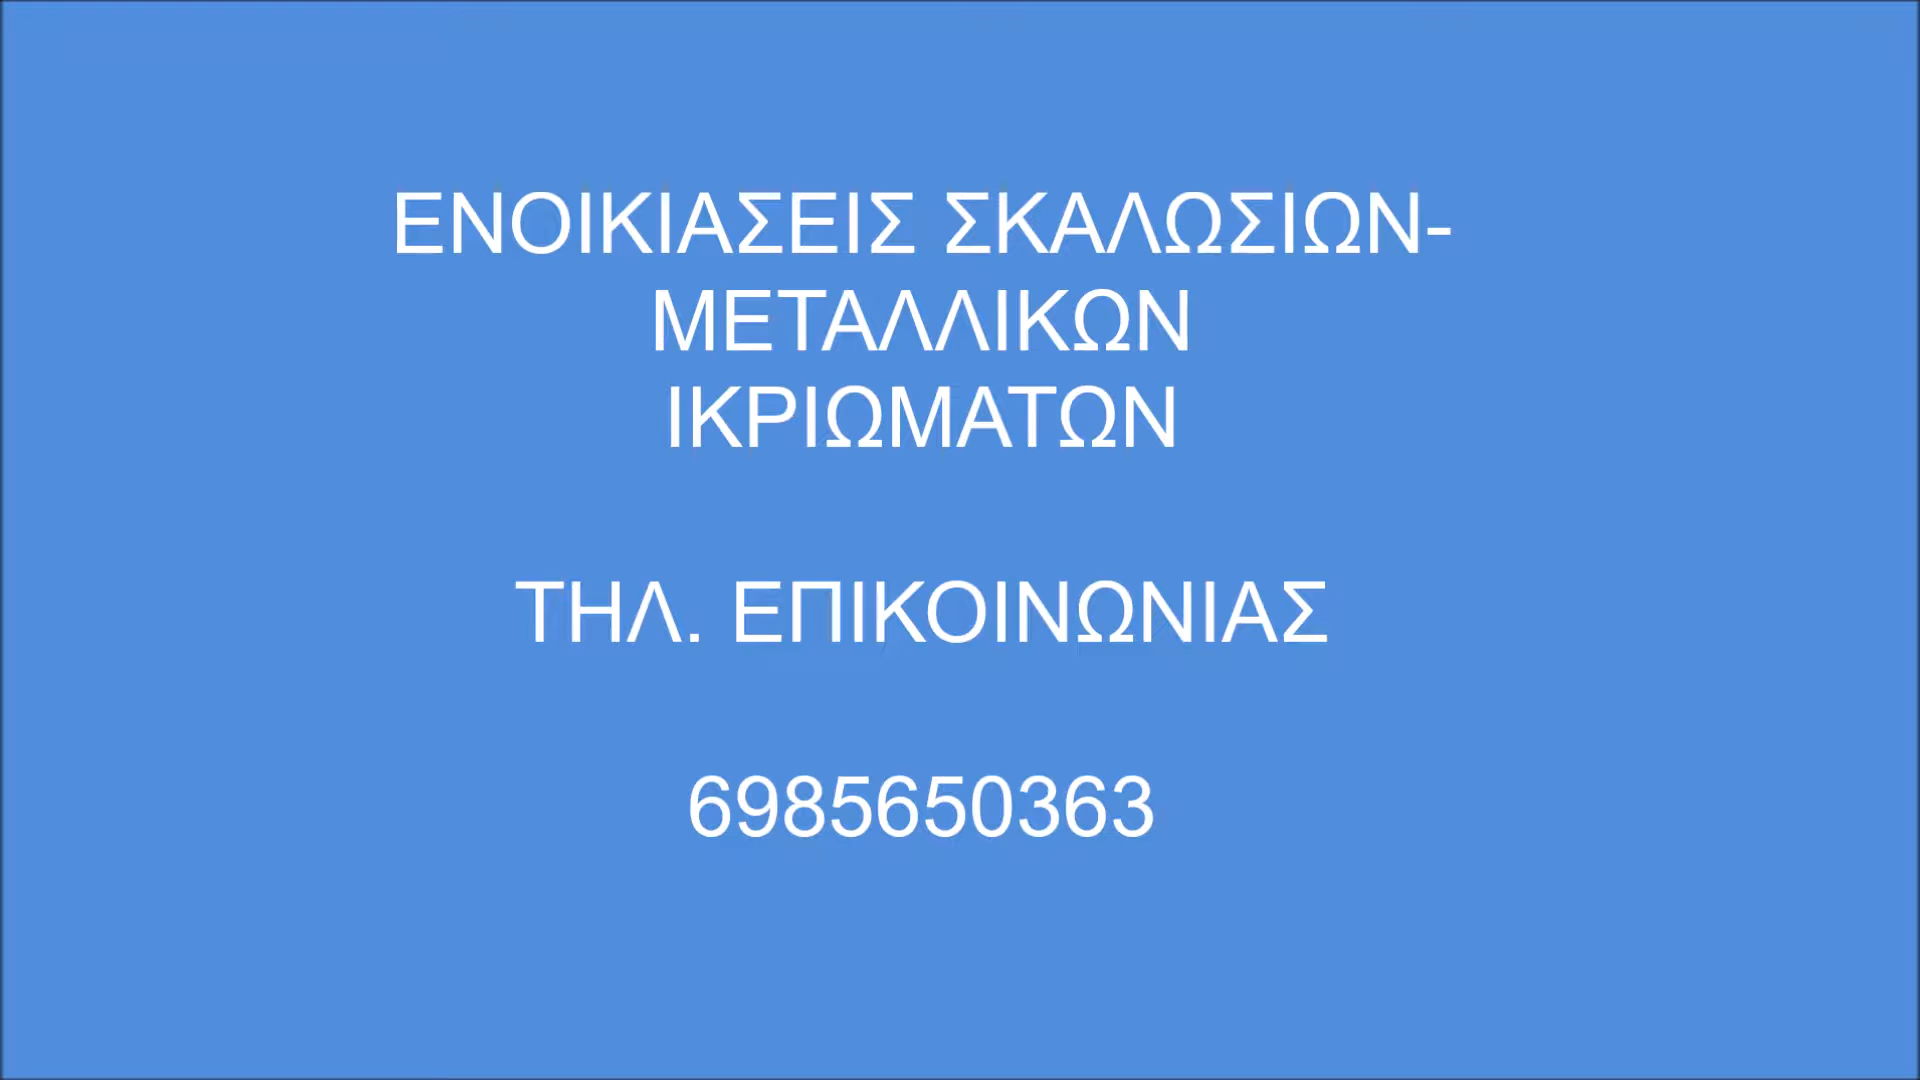 ΕΝΟΙΚΙΑΣΕΙΣ ΣΚΑΛΩΣΙΩΝ-
ΜΕΤΑΛΛΙΚΩΝ
ΙΚΡΙΩΜΑΤΩΝ
ΤΗΛ. ΕΠΙΚΟΙΝΩΝΙΑΣ
6985650363